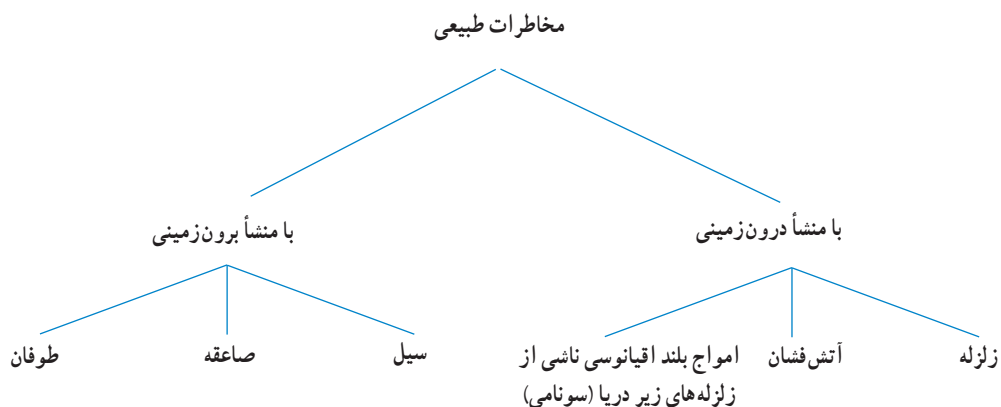 مخاطرات طبیعی
با منشأ درون‌زمینی
با منشأ برون‌زمینی
زلزله
آتش‌فشان
امواج بلند اقیانوسی ناشی از
زلزله‌های زیر دریا (سونامی)
سیل
صاعقه
طوفان